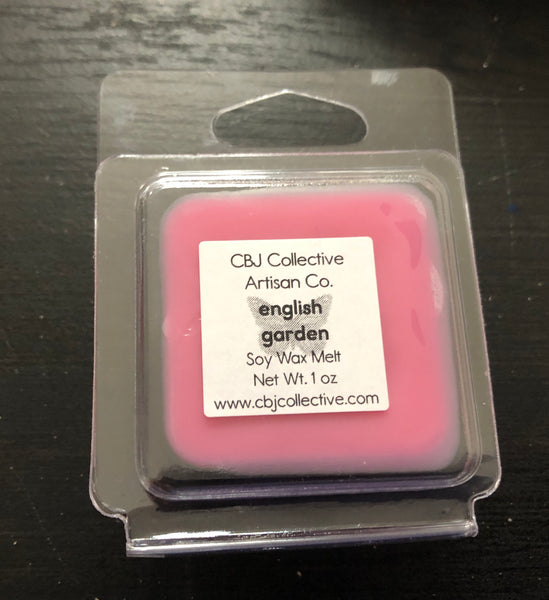 CBJ Collective
Artisan Co.
english
garden
Soy Wax Melt
Net Wt. 1 oz
www.cbjcollective.com